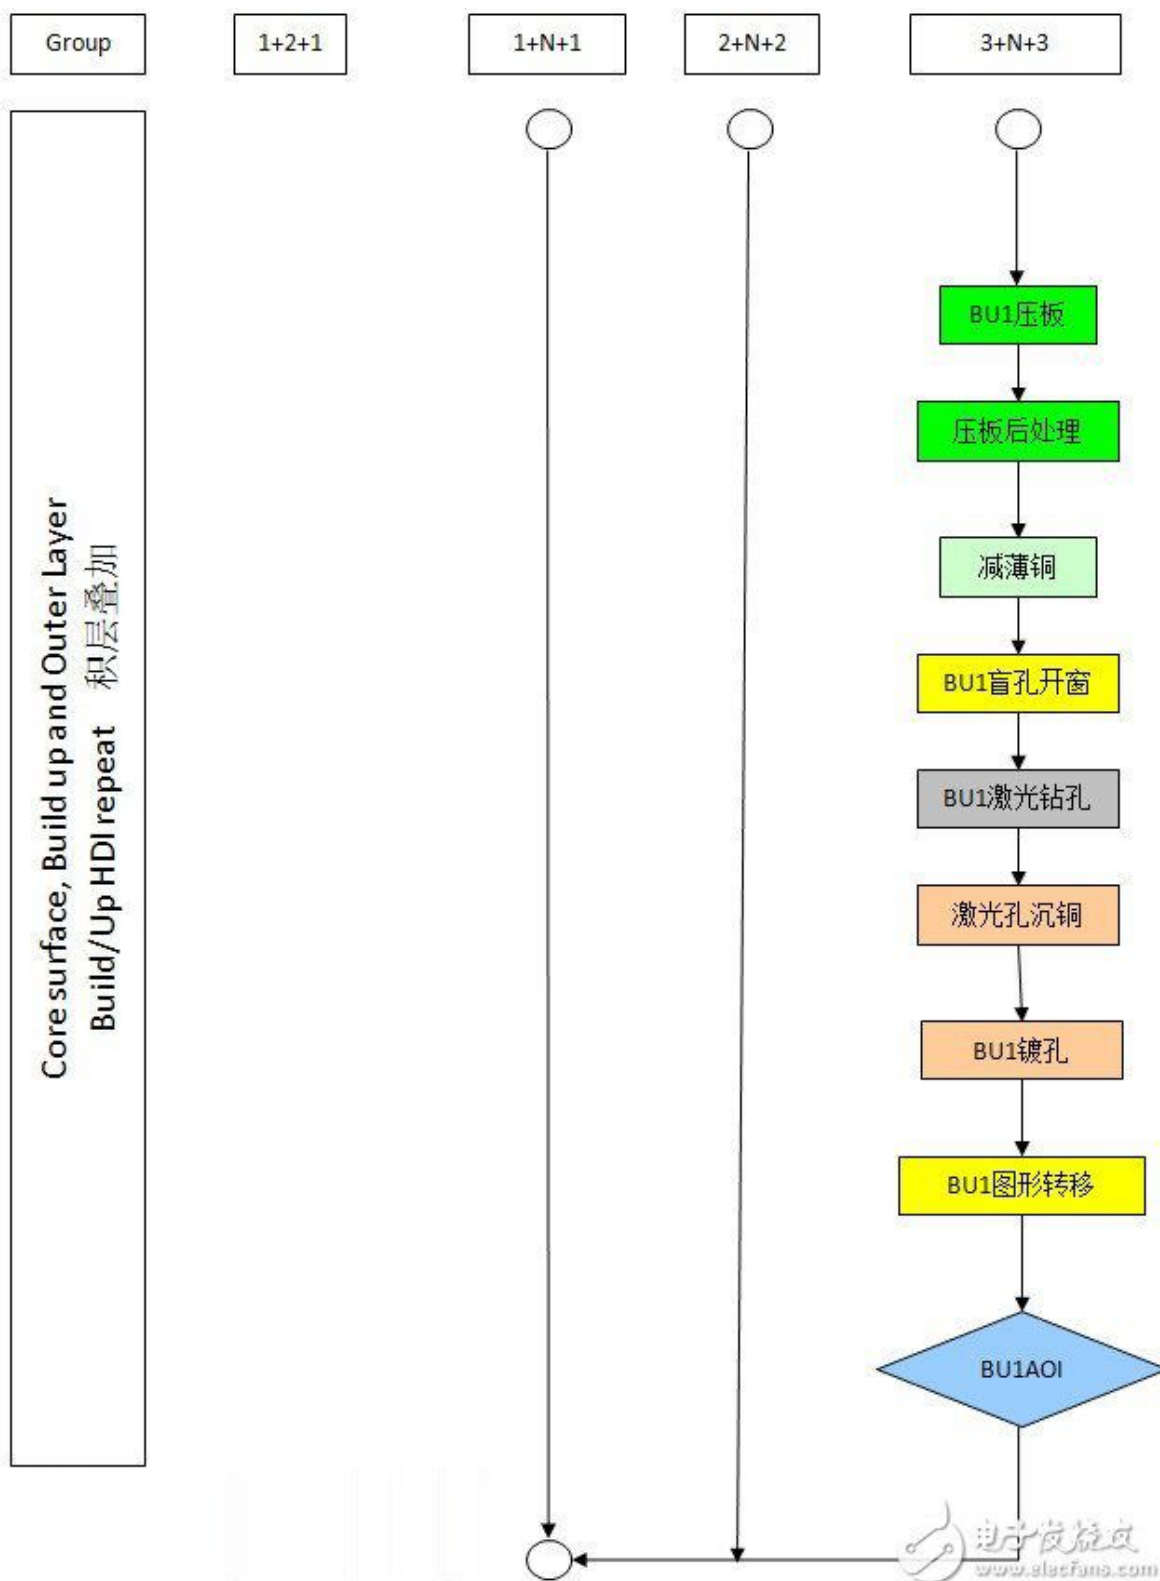 Group
1+2+1
1+N+1
2+N+2
3+N+3
Core surface, Build up and Outer Layer
Build/Up HDI repeat 积层叠加
BU1压板
压板后处理
减薄铜
BU1盲孔开窗
BU1激光钻孔
激光孔沉铜
BU1镀孔
BU1图形转移
BU1AOI
电子发烧友
www.elecfans.com